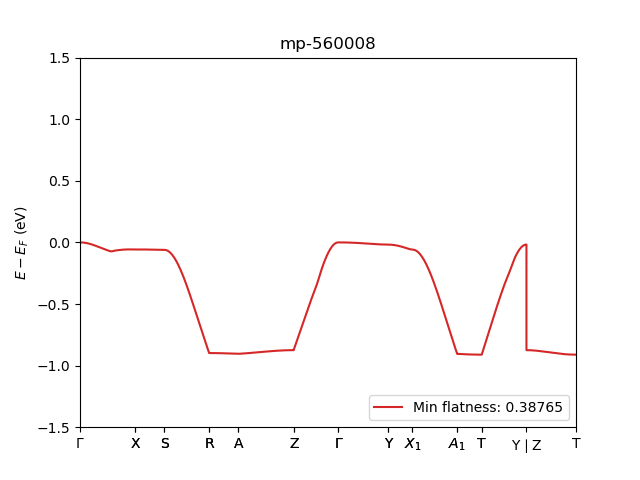 mp-560008
E − E_F (eV)
1.5
1.0
0.5
0.0
−0.5
−1.0
−1.5
Min flatness: 0.38765
Γ X S R A Z Γ Y X₁ A₁ T Y | Z T